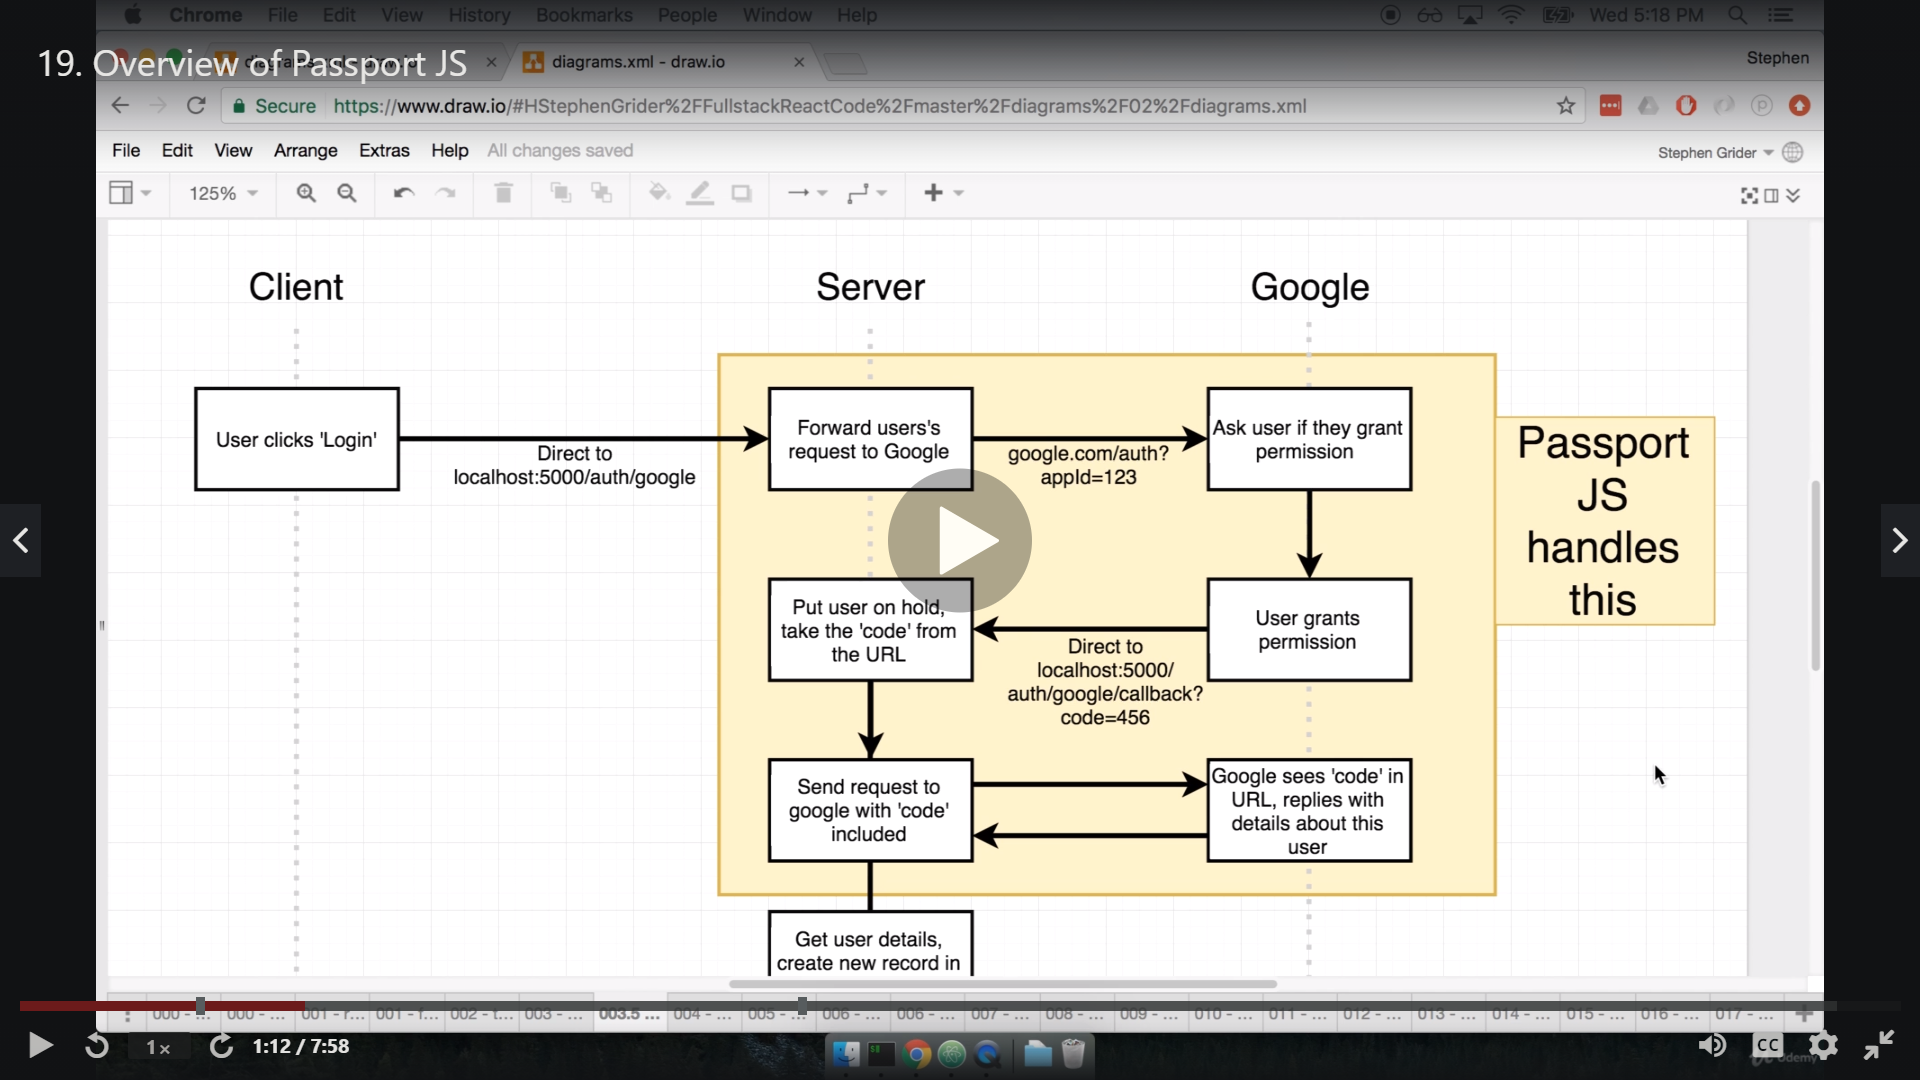 Chrome File Edit View History Bookmarks People Window Help Wed 5:18 PM
19. Overview of Passport JS
diagrams.xml - draw.io
Stephen
Secure https://www.draw.io/#HStephenGrider%2FFullstackReactCode%2Fmaster%2Fdiagrams%2F02%2Fdiagrams.xml
File Edit View Arrange Extras Help All changes saved
Stephen Grider
125%
Client
Server
Google
User clicks 'Login'
Direct to
localhost:5000/auth/google
Forward users's
request to Google
google.com/auth?
appId=123
Ask user if they grant
permission
Passport
JS
handles
this
Put user on hold,
take the 'code' from
the URL
Direct to
localhost:5000/
auth/google/callback?
code=456
User grants
permission
Send request to
google with 'code'
included
Google sees 'code' in
URL, replies with
details about this
user
Get user details,
create new record in
000 - ... 000 - ... 001 - r... 001 - f... 002 - t... 003 - ... 003.5 ... 004 - ... 005 - ... 006 - ... 006 - ... 007 - ... 008 - ... 009 - ... 010 - ... 011 - ... 012 - ... 013 - ... 014 - ... 015 - ... 016 - ... 017 - ...
1x
1:12 / 7:58
CC
Udemy